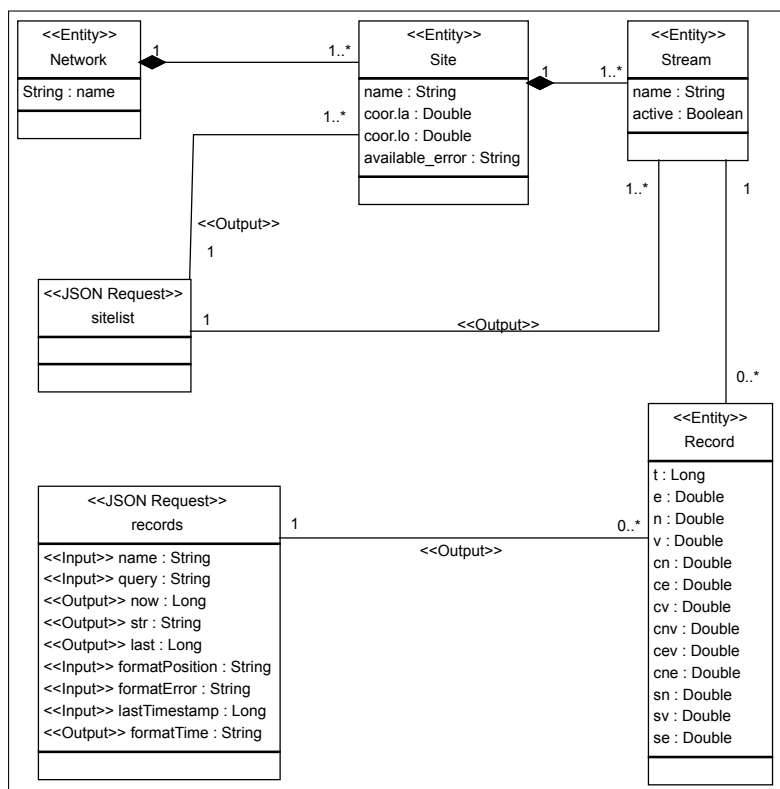 <<Entity>>
Network
String : name
1
1..*
<<Entity>>
Site
name : String
coor.la : Double
coor.lo : Double
available_error : String
1
1..*
<<Entity>>
Stream
name : String
active : Boolean
1..*
<<Output>>
1
1..*
1
<<JSON Request>>
sitelist
1
<<Output>>
0..*
<<Entity>>
Record
t : Long
e : Double
n : Double
v : Double
cn : Double
ce : Double
cv : Double
cnv : Double
cev : Double
cne : Double
sn : Double
sv : Double
se : Double
<<JSON Request>>
records
<<Input>> name : String
<<Input>> query : String
<<Output>> now : Long
<<Output>> str : String
<<Output>> last : Long
<<Input>> formatPosition : String
<<Input>> formatError : String
<<Input>> lastTimestamp : Long
<<Output>> formatTime : String
1
0..*
<<Output>>